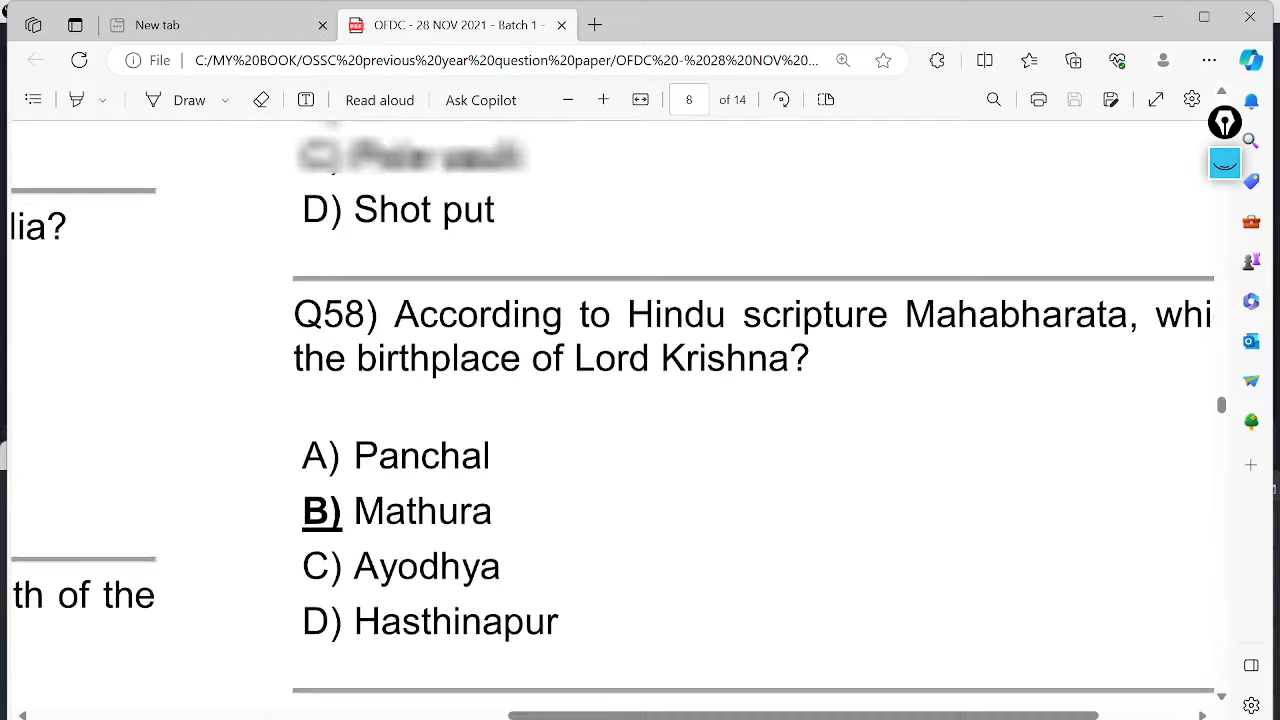 New tab
OFDC - 28 NOV 2021 - Batch 1 -
File
C:/MY%20BOOK/OSSC%20previous%20year%20question%20paper/OFDC%20-%2028%20NOV%20...
Draw
Read aloud
Ask Copilot
8
of 14
D) Shot put
lia?
Q58) According to Hindu scripture Mahabharata, whi
the birthplace of Lord Krishna?
A) Panchal
B) Mathura
C) Ayodhya
D) Hasthinapur
th of the